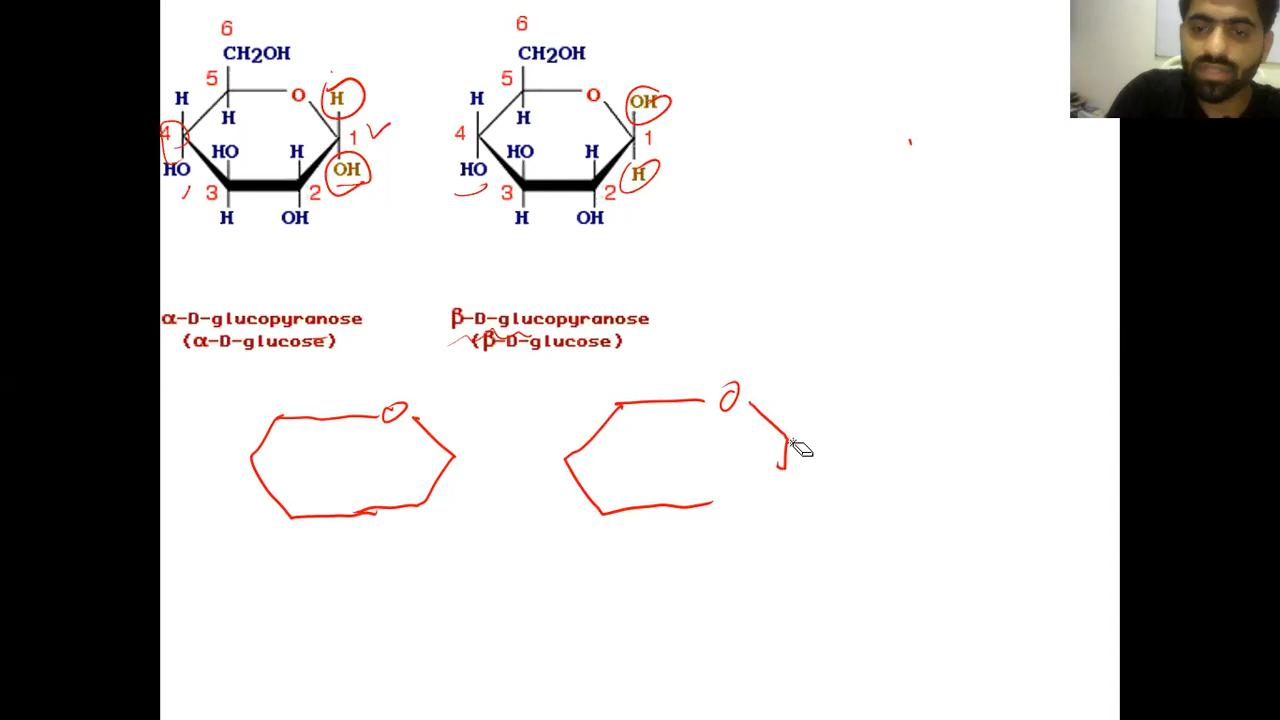 6 6
CH2OH CH2OH
5 5
H O H H O OH
H H
4 1 4 1
HO H HO H
HO OH HO H
3 2 3 2
H OH H OH
α-D-glucopyranose β-D-glucopyranose
(α-D-glucose) (β-D-glucose)
O O